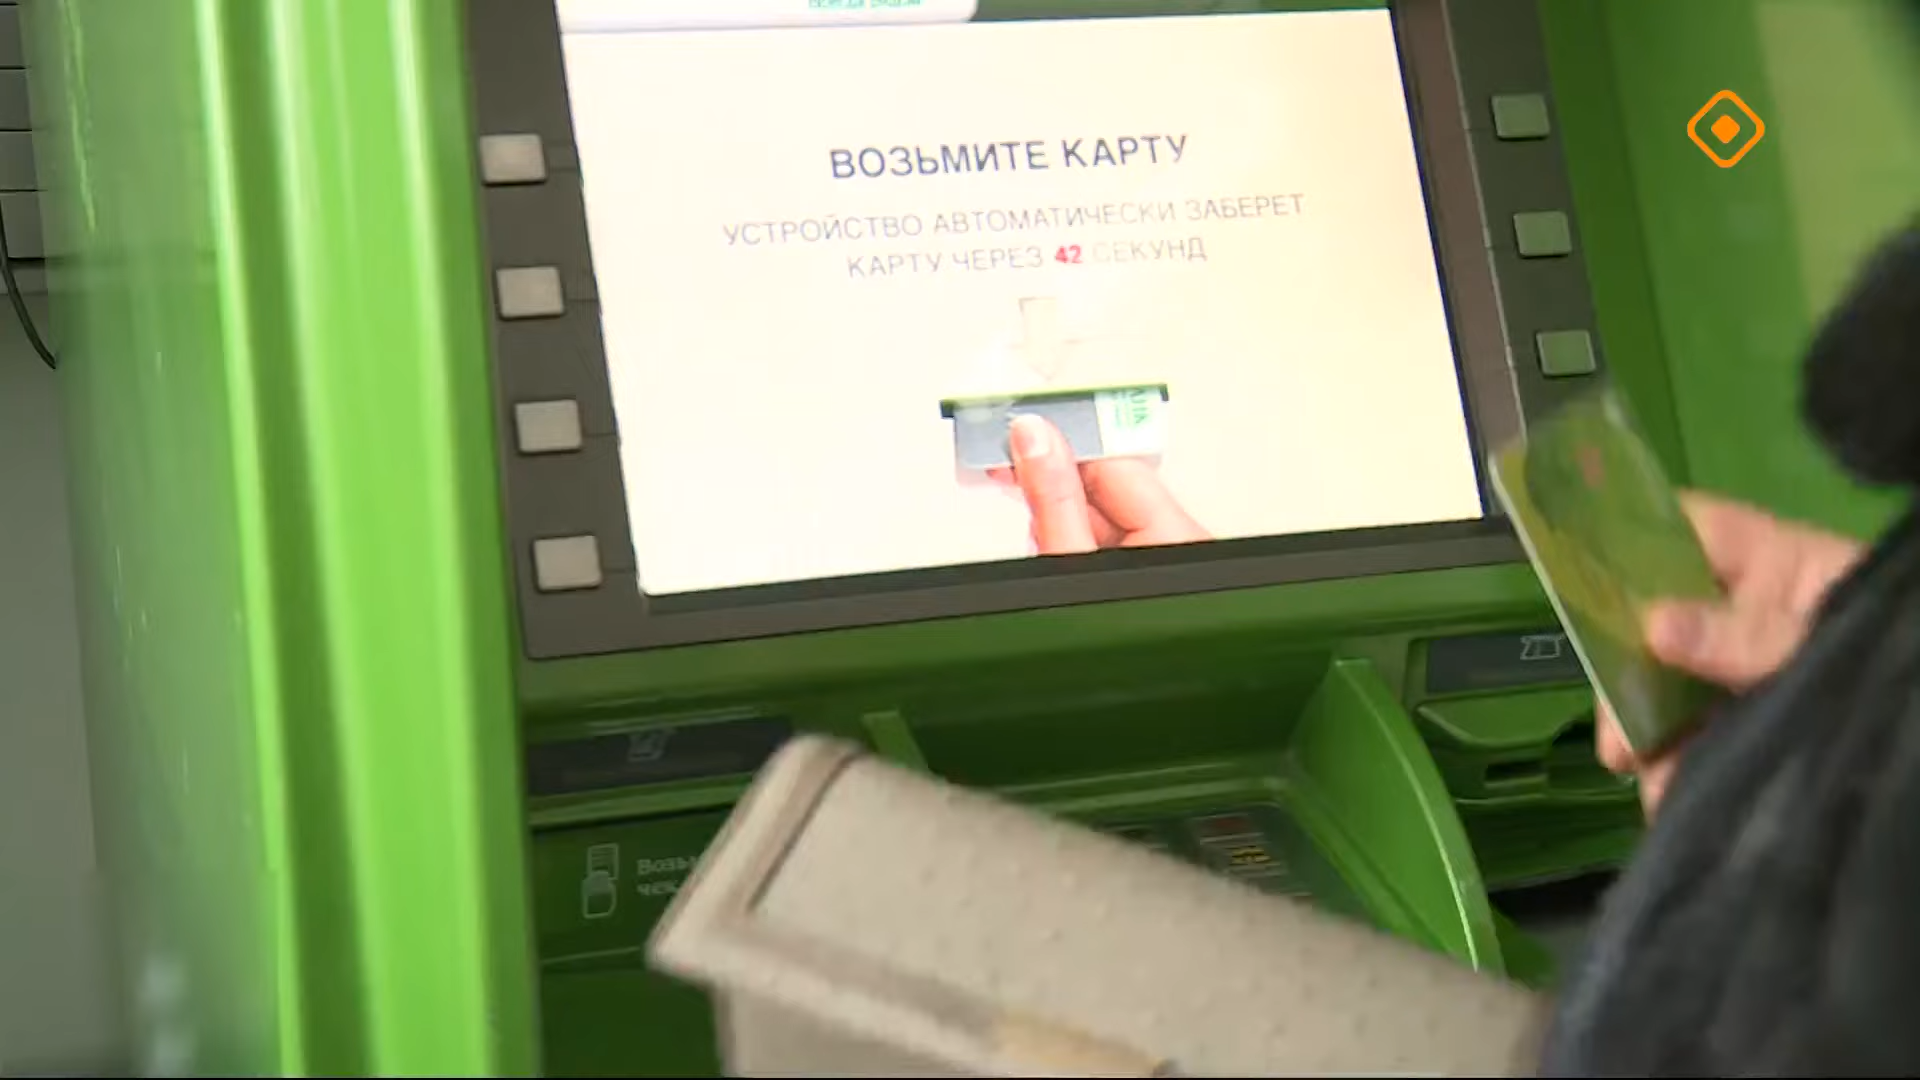 ВОЗЬМИТЕ КАРТУ
УСТРОЙСТВО АВТОМАТИЧЕСКИ ЗАБЕРЕТ
КАРТУ ЧЕРЕЗ 42 СЕКУНД